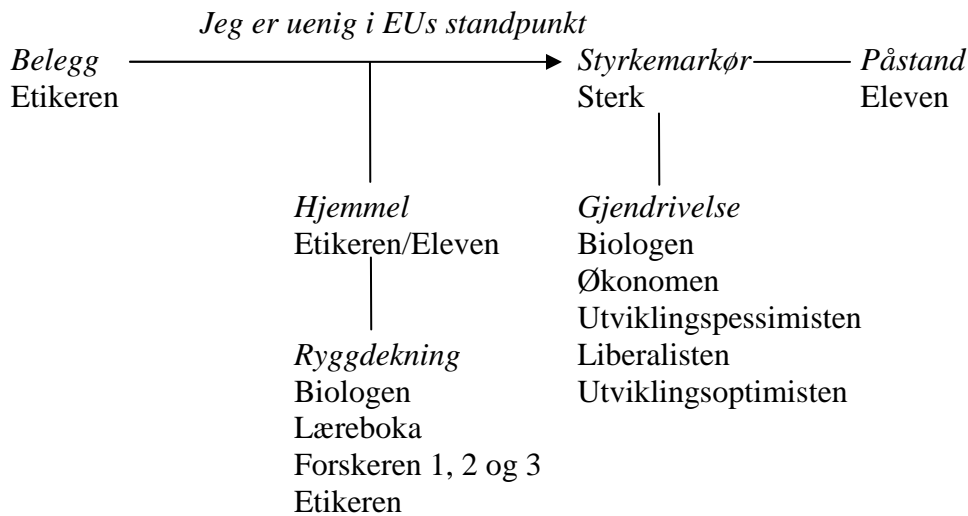 Jeg er uenig i EUs standpunkt
Belegg
Etikeren
Styrkemarkør
Sterk
Påstand
Eleven
Hjemmel
Etikeren/Eleven
Ryggdekning
Biologen
Læreboka
Forskeren 1, 2 og 3
Etikeren
Gjendrivelse
Biologen
Økonomen
Utviklingspessimisten
Liberalisten
Utviklingsoptimisten